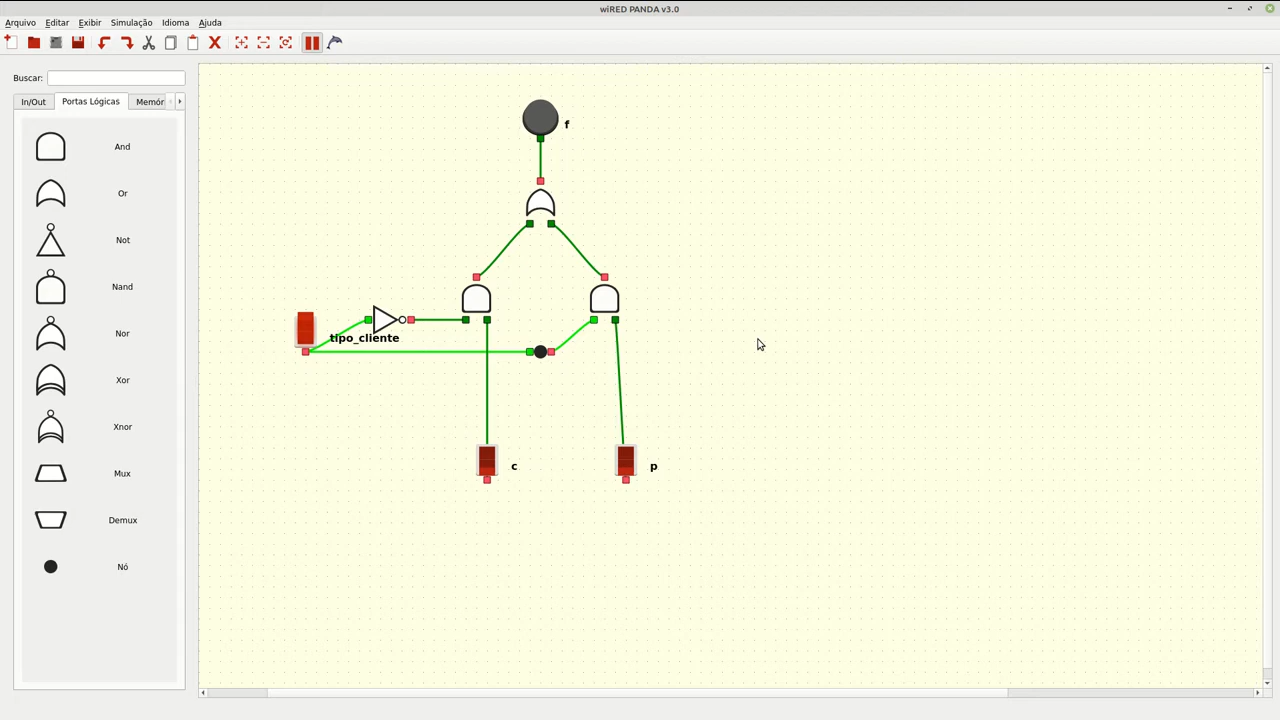 wiRED PANDA v3.0
Arquivo Editar Exibir Simulação Idioma Ajuda
Buscar:
In/Out Portas Lógicas Memór
And
Or
Not
Nand
Nor
Xor
Xnor
Mux
Demux
Nó
f
tipo_cliente
c
p